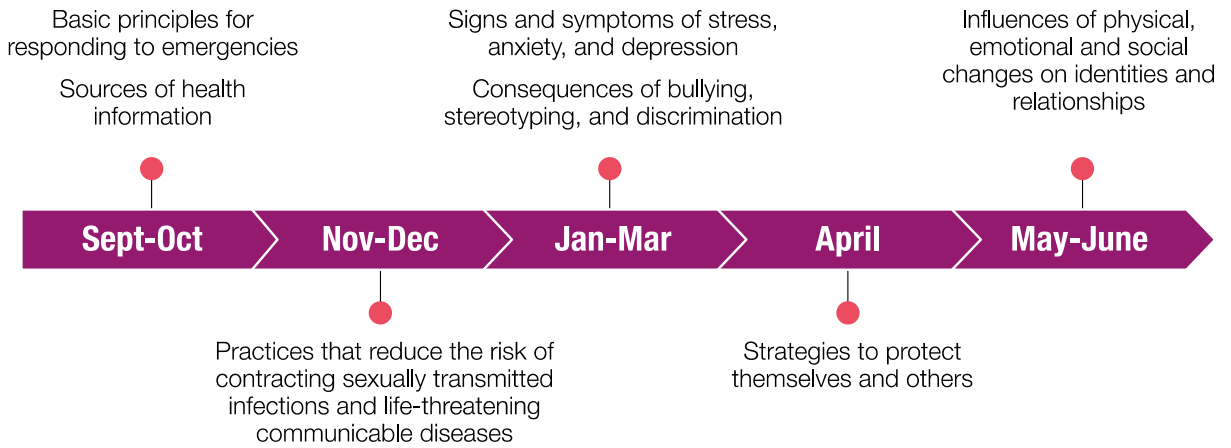 Basic principles for
responding to emergencies
Sources of health
information
Signs and symptoms of stress,
anxiety, and depression
Consequences of bullying,
stereotyping, and discrimination
Influences of physical,
emotional and social
changes on identities and
relationships
Sept-Oct
Nov-Dec
Jan-Mar
April
May-June
Practices that reduce the risk of
contracting sexually transmitted
infections and life-threatening
communicable diseases
Strategies to protect
themselves and others